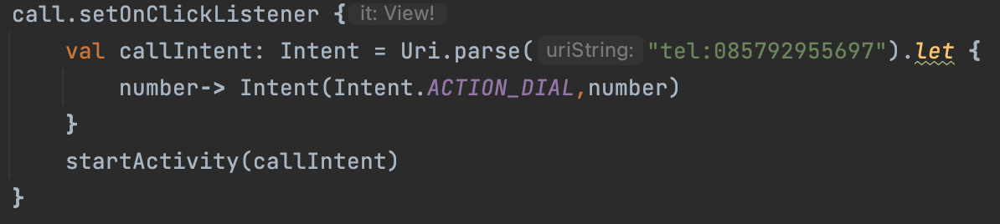 call.setOnClickListener { it: View!
val callIntent: Intent = Uri.parse( uriString: "tel:085792955697").let {
number-> Intent(Intent.ACTION_DIAL,number)
}
startActivity(callIntent)
}